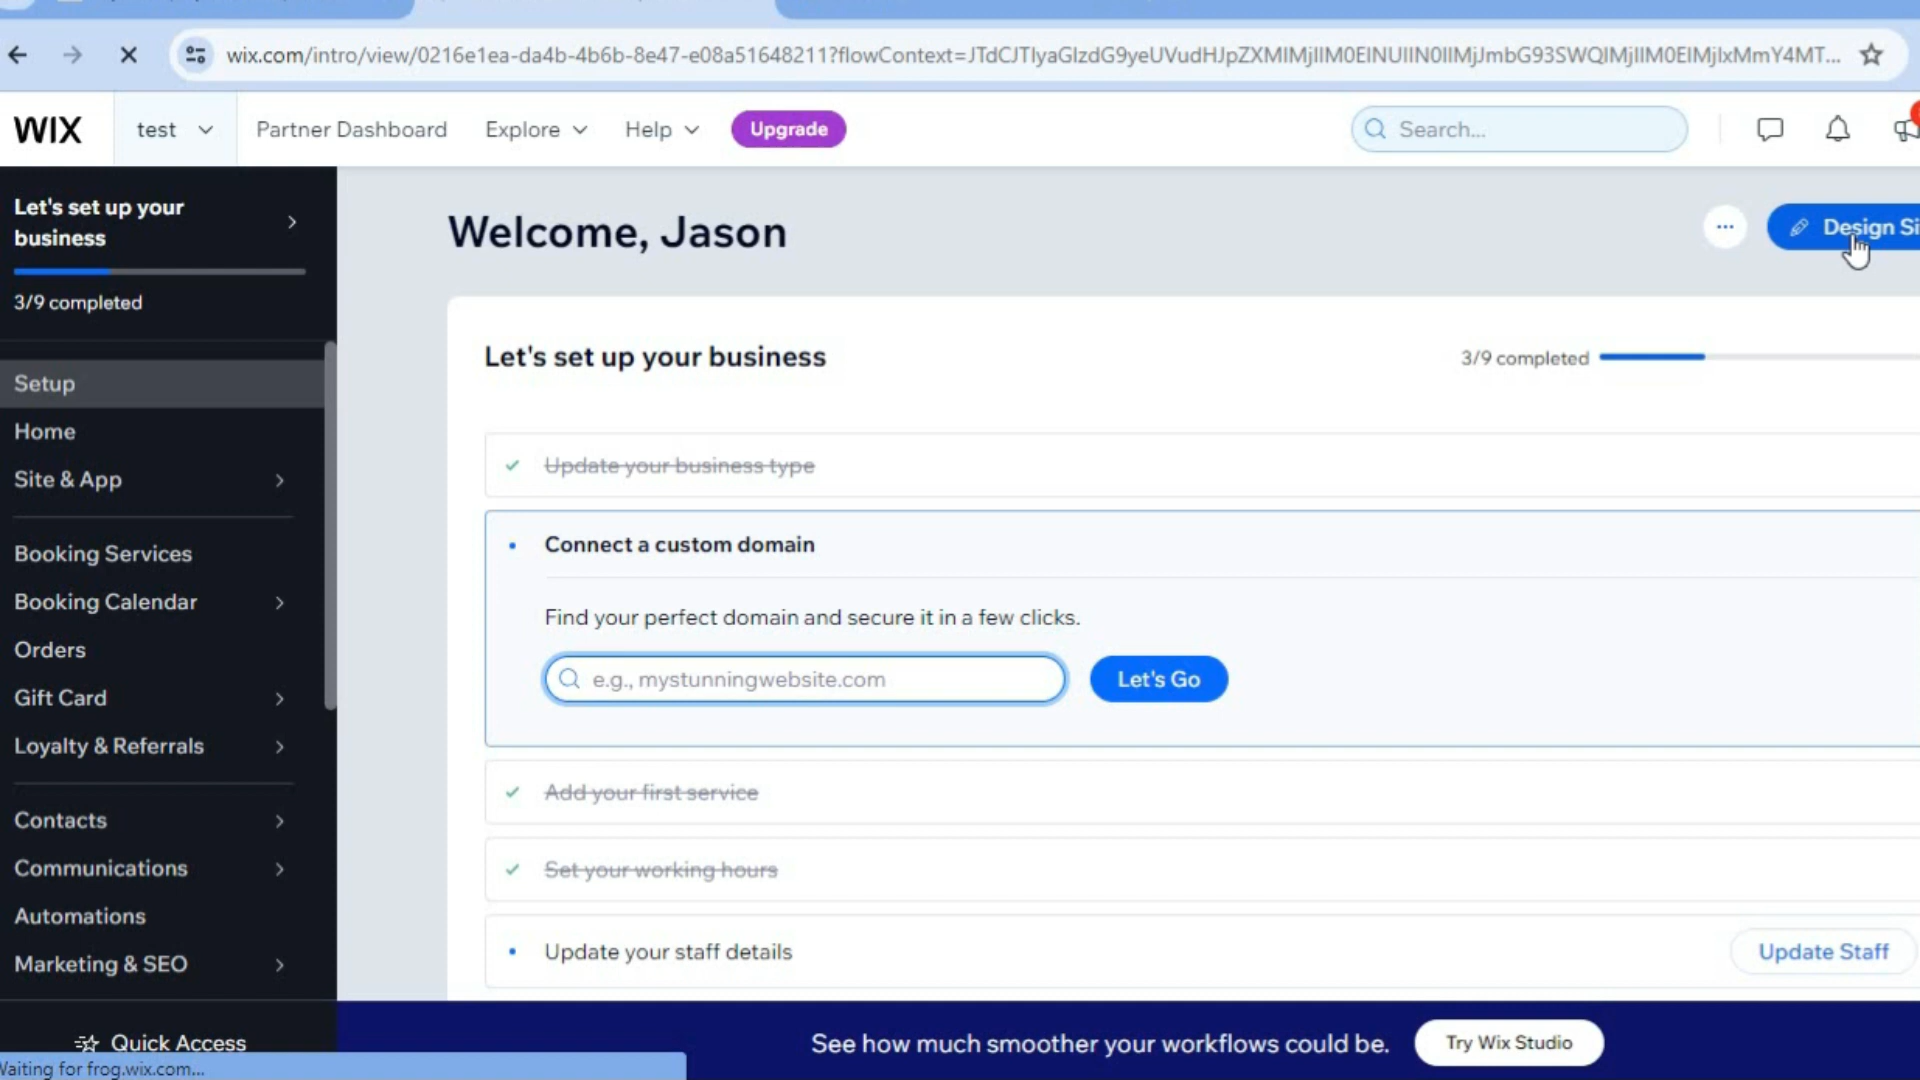 wix.com/intro/view/0216e1ea-da4b-4b6b-8e47-e08a51648211?flowContext=JTdCJTIyaGlzdG9yeUVudHJpZXMlMjIlM0ElNUIlN0IlMjJmbG93SWQlMjIlM0ElMjIxMmY4MT...
WIX test Partner Dashboard Explore Help Upgrade Search...
Let's set up your
business
3/9 completed
Setup
Home
Site & App
Booking Services
Booking Calendar
Orders
Gift Card
Loyalty & Referrals
Contacts
Communications
Automations
Marketing & SEO
Quick Access
Waiting for frog.wix.com...
Welcome, Jason
Design Si
Let's set up your business
3/9 completed
Update your business type
Connect a custom domain
Find your perfect domain and secure it in a few clicks.
e.g., mystunningwebsite.com Let's Go
Add your first service
Set your working hours
Update your staff details Update Staff
See how much smoother your workflows could be. Try Wix Studio